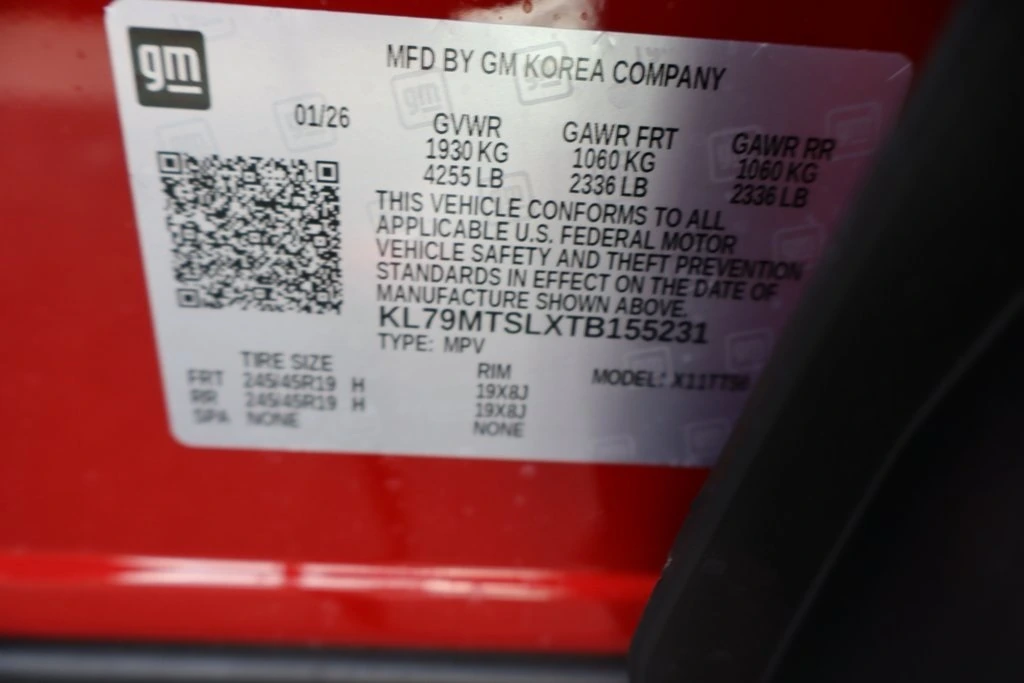 gm
MFD BY GM KOREA COMPANY
01/26
GVWR GAWR FRT GAWR RR
1930 KG 1060 KG 1060 KG
4255 LB 2336 LB 2336 LB
THIS VEHICLE CONFORMS TO ALL
APPLICABLE U.S. FEDERAL MOTOR
VEHICLE SAFETY AND THEFT PREVENTION
STANDARDS IN EFFECT ON THE DATE OF
MANUFACTURE SHOWN ABOVE.
KL79MTSLXTB155231
TYPE: MPV
TIRE SIZE RIM MODEL:
FRT 245/45R19 H 19X8J
RR 245/45R19 H 19X8J
SPA NONE NONE